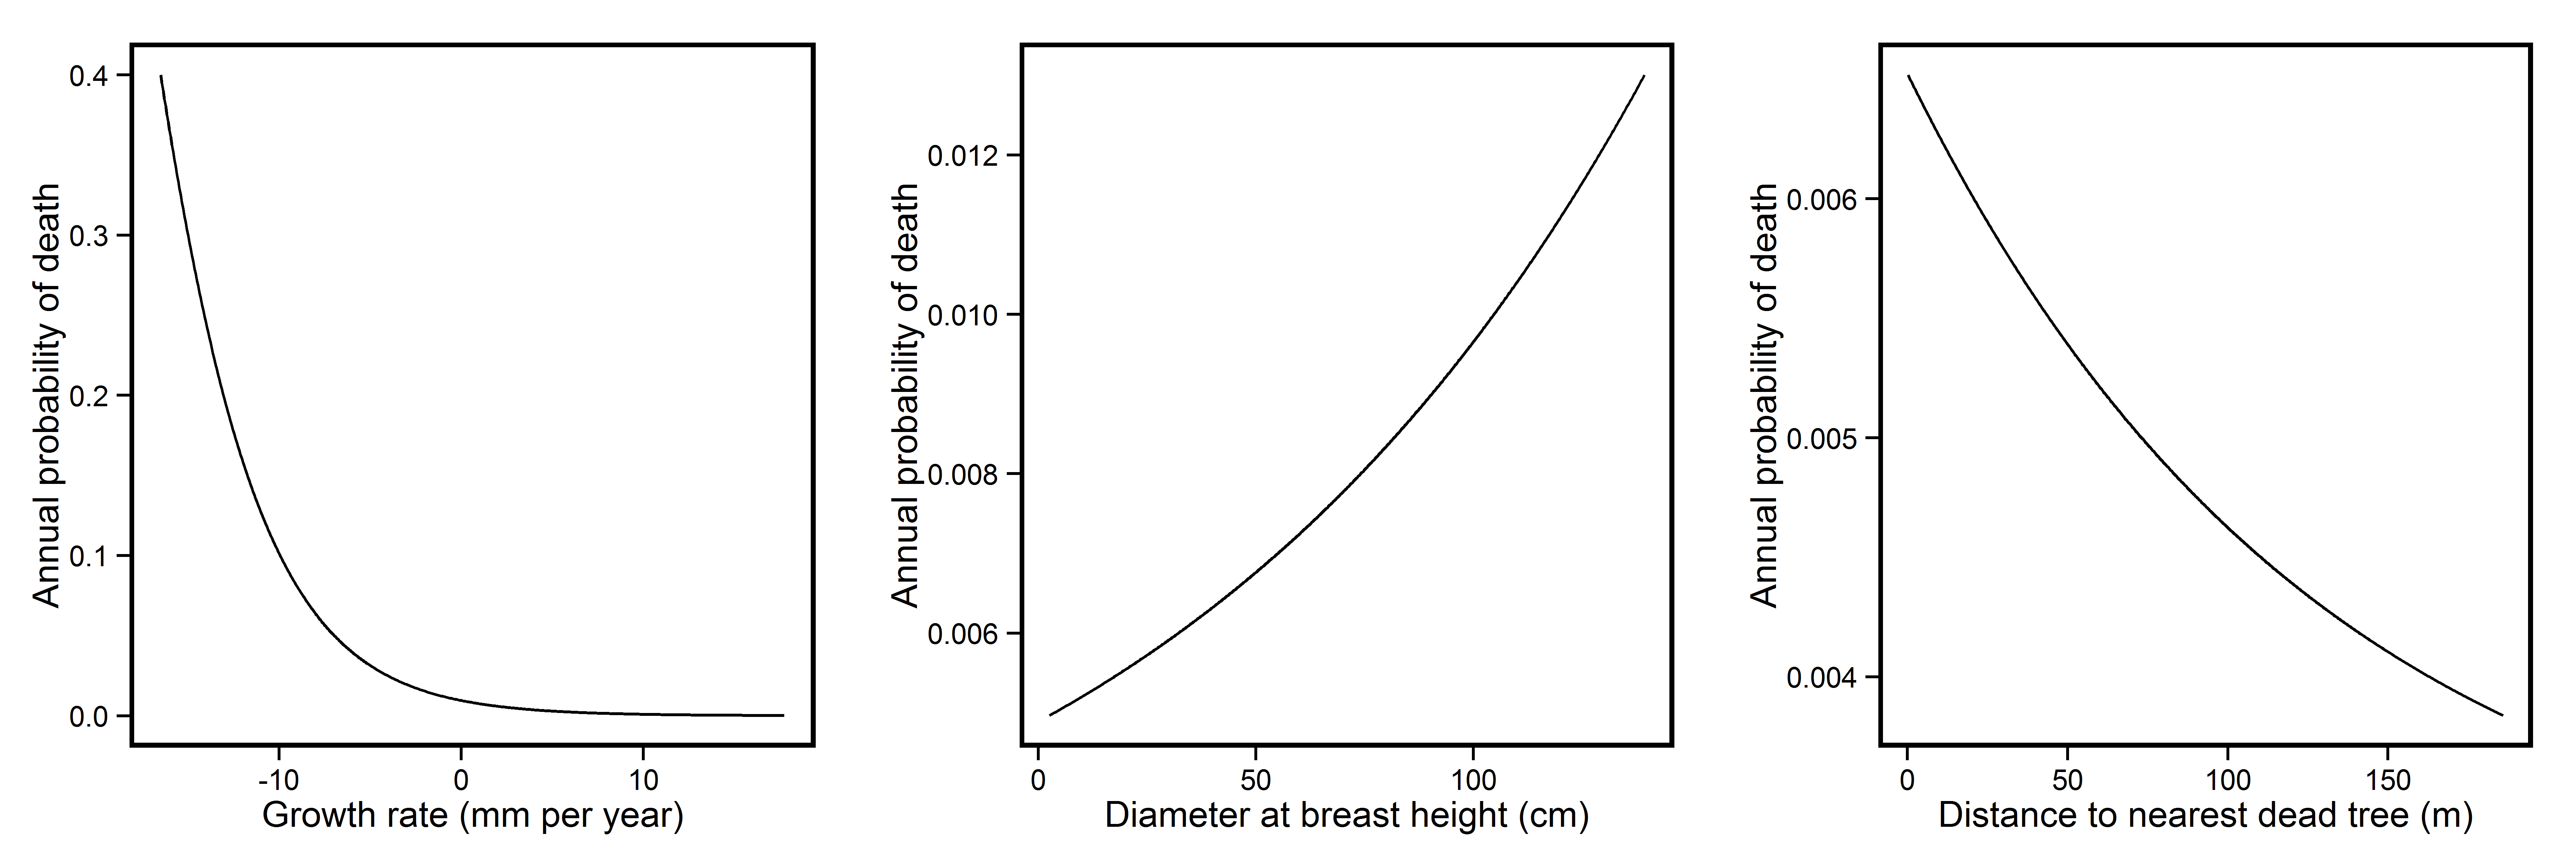 Annual probability of death
0.4
0.3
0.2
0.1
0.0
-10 0 10
Growth rate (mm per year)
Annual probability of death
0.012
0.010
0.008
0.006
0 50 100
Diameter at breast height (cm)
Annual probability of death
0.006
0.005
0.004
0 50 100 150
Distance to nearest dead tree (m)